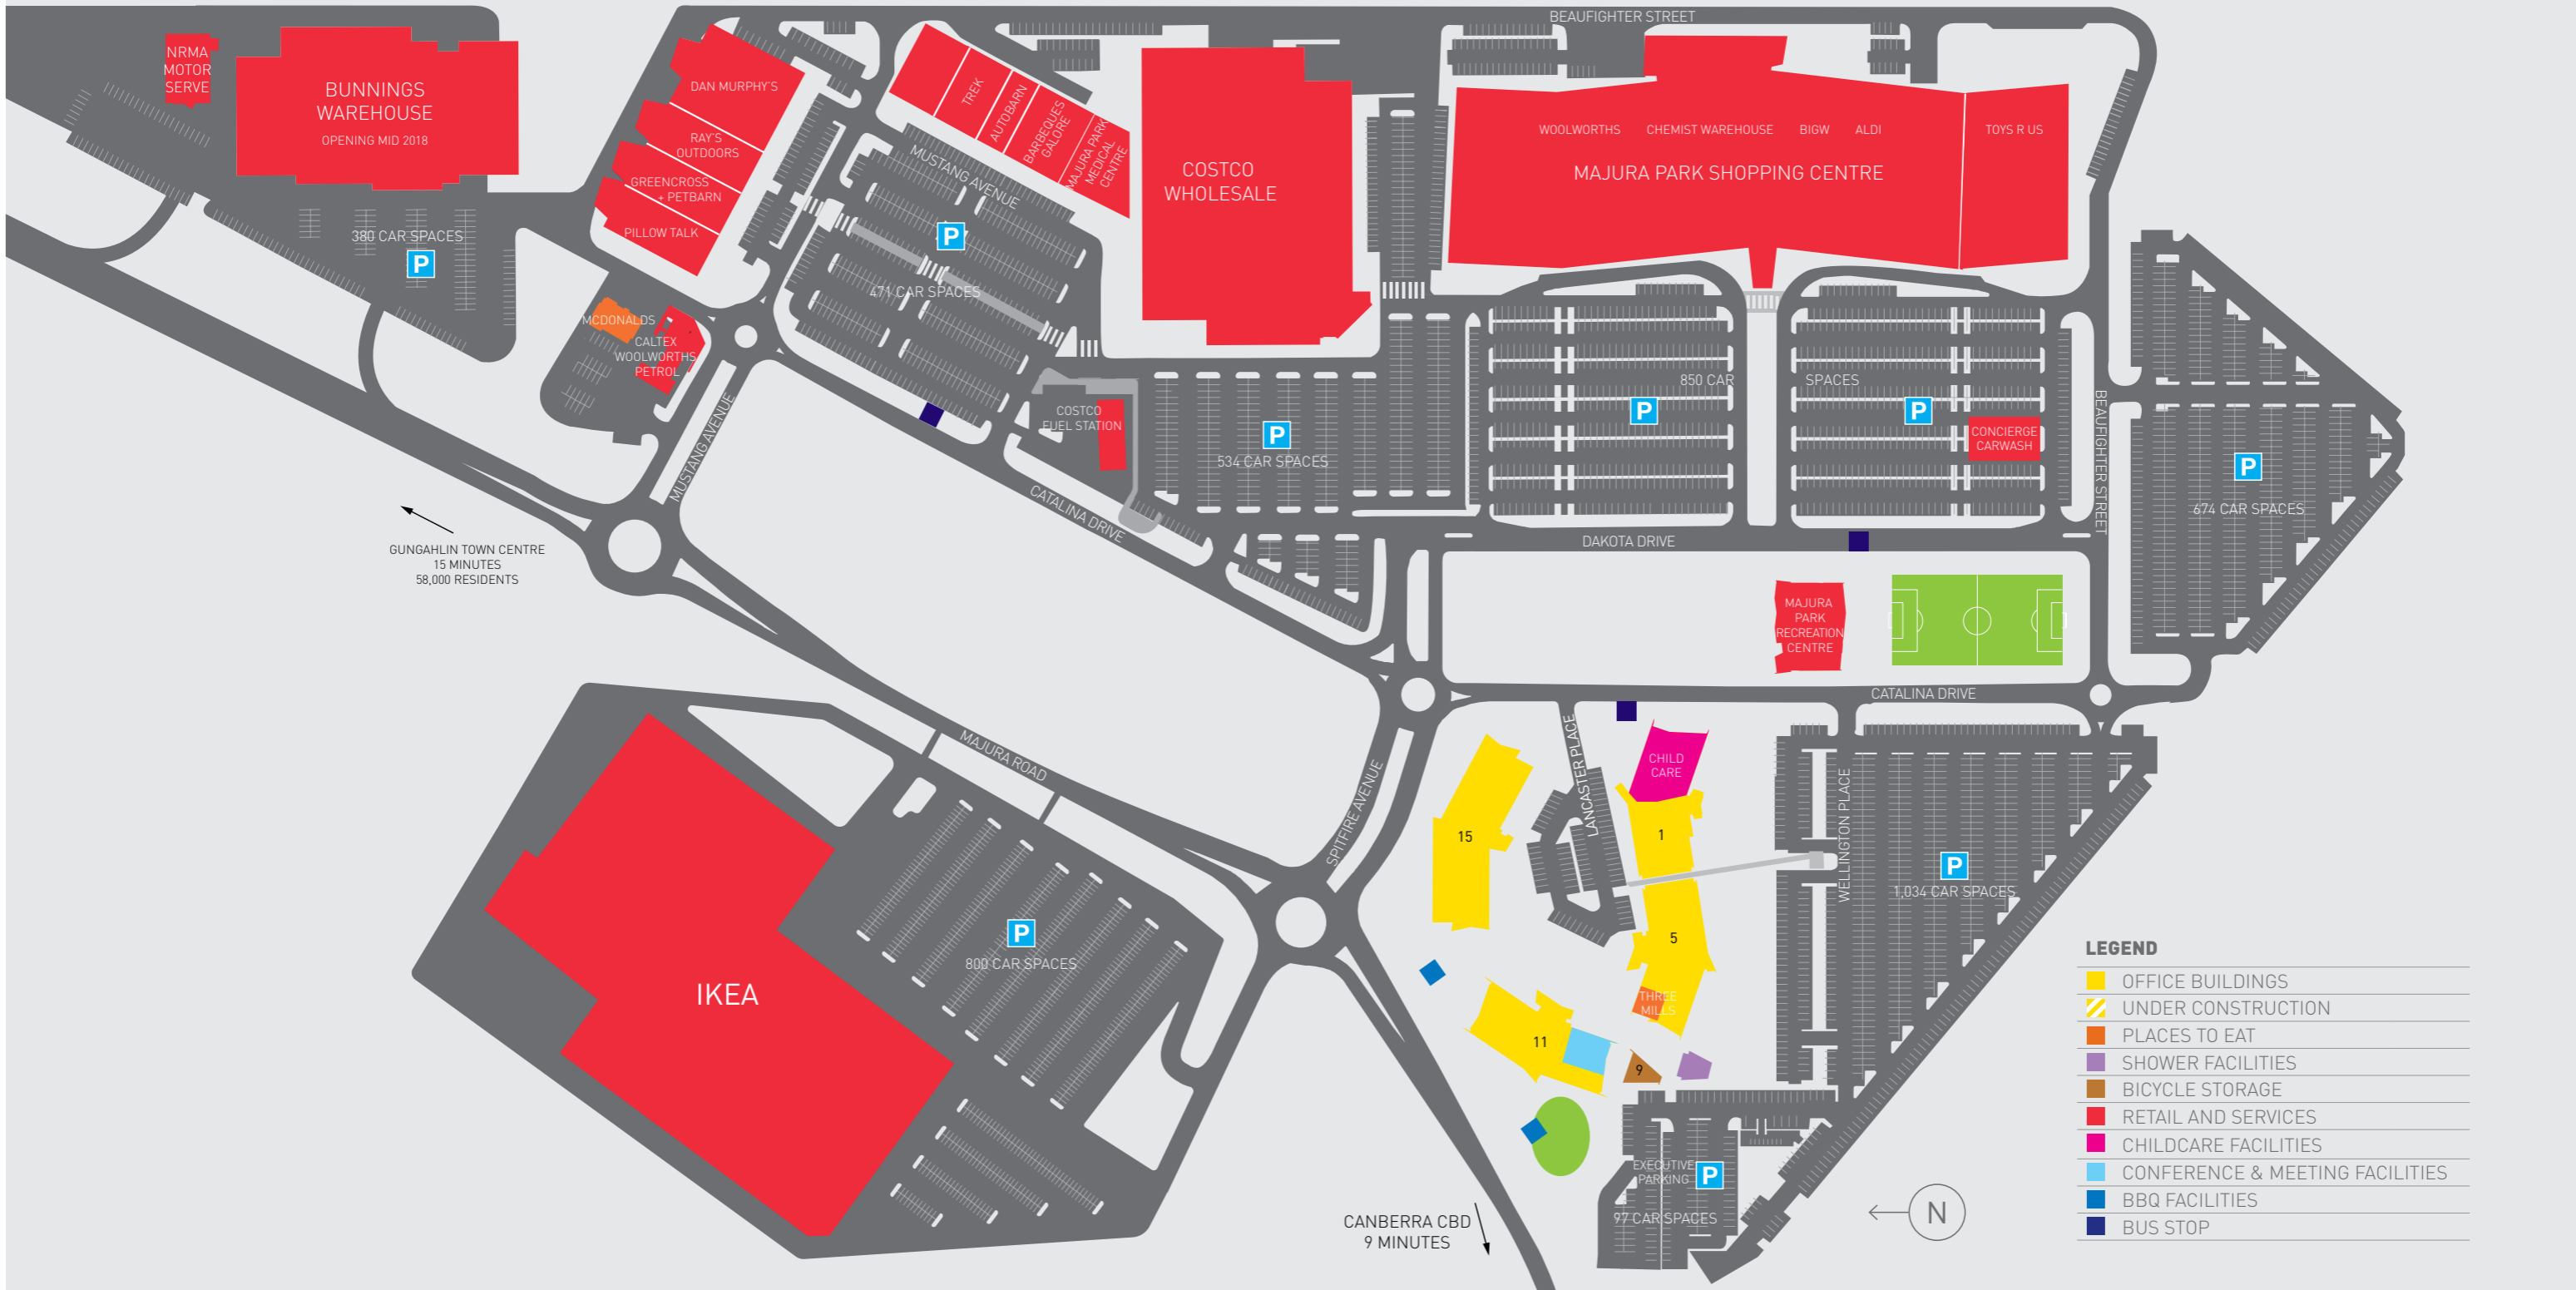 BEAUFIGHTER STREET
NRMA
MOTOR
SERVE
BUNNINGS
WAREHOUSE
OPENING MID 2018
380 CAR SPACES
P
DAN MURPHY'S
RAY'S
OUTDOORS
GREENCROSS
+ PETBARN
PILLOW TALK
MCDONALDS
CALTEX
WOOLWORTHS
PETROL
TREK
AUTOBARN
BARBEQUES
GALORE
MAJURA PARK
MEDICAL
CENTRE
MUSTANG AVENUE
P
471 CAR SPACES
COSTCO
WHOLESALE
WOOLWORTHS
CHEMIST WAREHOUSE
BIGW
ALDI
TOYS R US
MAJURA PARK SHOPPING CENTRE
850 CAR
SPACES
P
P
CONCIERGE
CARWASH
BEAUFIGHTER STREET
P
674 CAR SPACES
COSTCO
FUEL STATION
P
534 CAR SPACES
MUSTANG AVENUE
CATALINA DRIVE
DAKOTA DRIVE
GUNGAHLIN TOWN CENTRE
15 MINUTES
58,000 RESIDENTS
MAJURA
PARK
RECREATION
CENTRE
CATALINA DRIVE
MAJURA ROAD
SPITFIRE AVENUE
LANCASTER PLACE
CHILD
CARE
WELLINGTON PLACE
15
1
5
P
1,034 CAR SPACES
IKEA
P
800 CAR SPACES
THREE
MILLS
11
9
EXECUTIVE
PARKING
P
97 CAR SPACES
CANBERRA CBD
9 MINUTES
N
LEGEND
OFFICE BUILDINGS
UNDER CONSTRUCTION
PLACES TO EAT
SHOWER FACILITIES
BICYCLE STORAGE
RETAIL AND SERVICES
CHILDCARE FACILITIES
CONFERENCE & MEETING FACILITIES
BBQ FACILITIES
BUS STOP